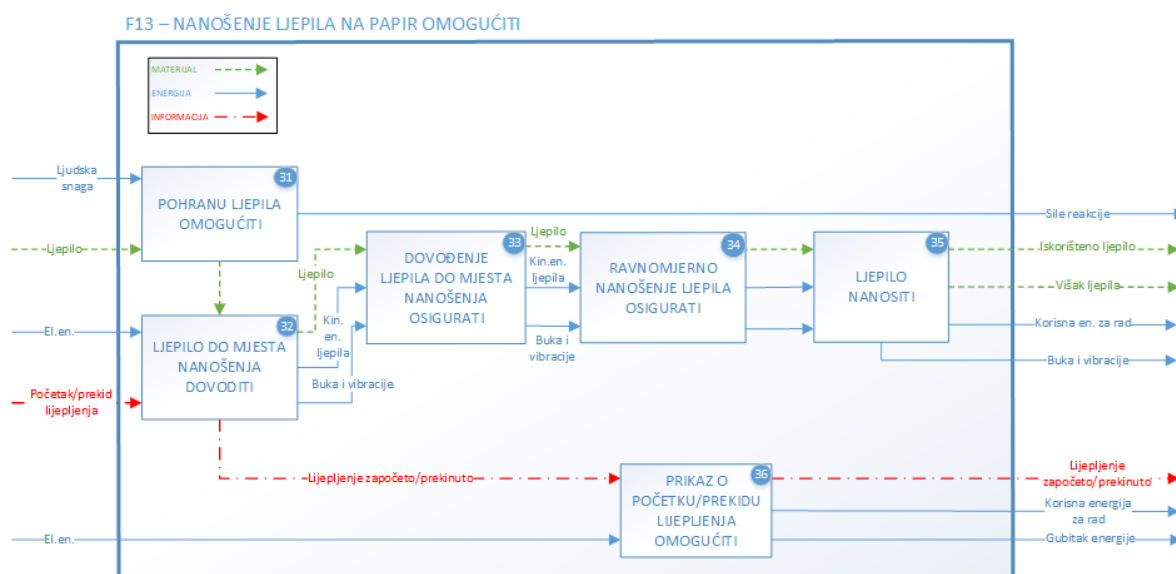 F13 – NANOŠENJE LJEPILA NA PAPIR OMOGUĆITI
MATERIJAL
ENERGIJA
INFORMACIJA
Ljudska
snaga
31
POHRANU LJEPILA
OMOGUĆITI
Sile reakcije
Ljepilo
Ljepilo
33
DOVOĐENJE
LJEPILA DO MJESTA
NANOŠENJA
OSIGURATI
Ljepilo
Kin.en.
ljepila
Buka i
vibracije
34
RAVNOMJERNO
NANOŠENJE LJEPILA
OSIGURATI
35
LJEPILO
NANOSITI
Iskorišteno ljepilo
Višak ljepila
Korisna en. za rad
Buka i vibracije
El.en.
32
LJEPILO DO MJESTA
NANOŠENJA
DOVODITI
Kin.
en.
ljepila
Buka i vibracije
Početak/prekid
lijepljenja
Lijepljenje započeto/prekinuto
36
PRIKAZ O
POČETKU/PREKIDU
LIJEPLJENJA
OMOGUĆITI
Lijepljenje
započeto/prekinuto
Korisna energija
za rad
El.en.
Gubitak energije